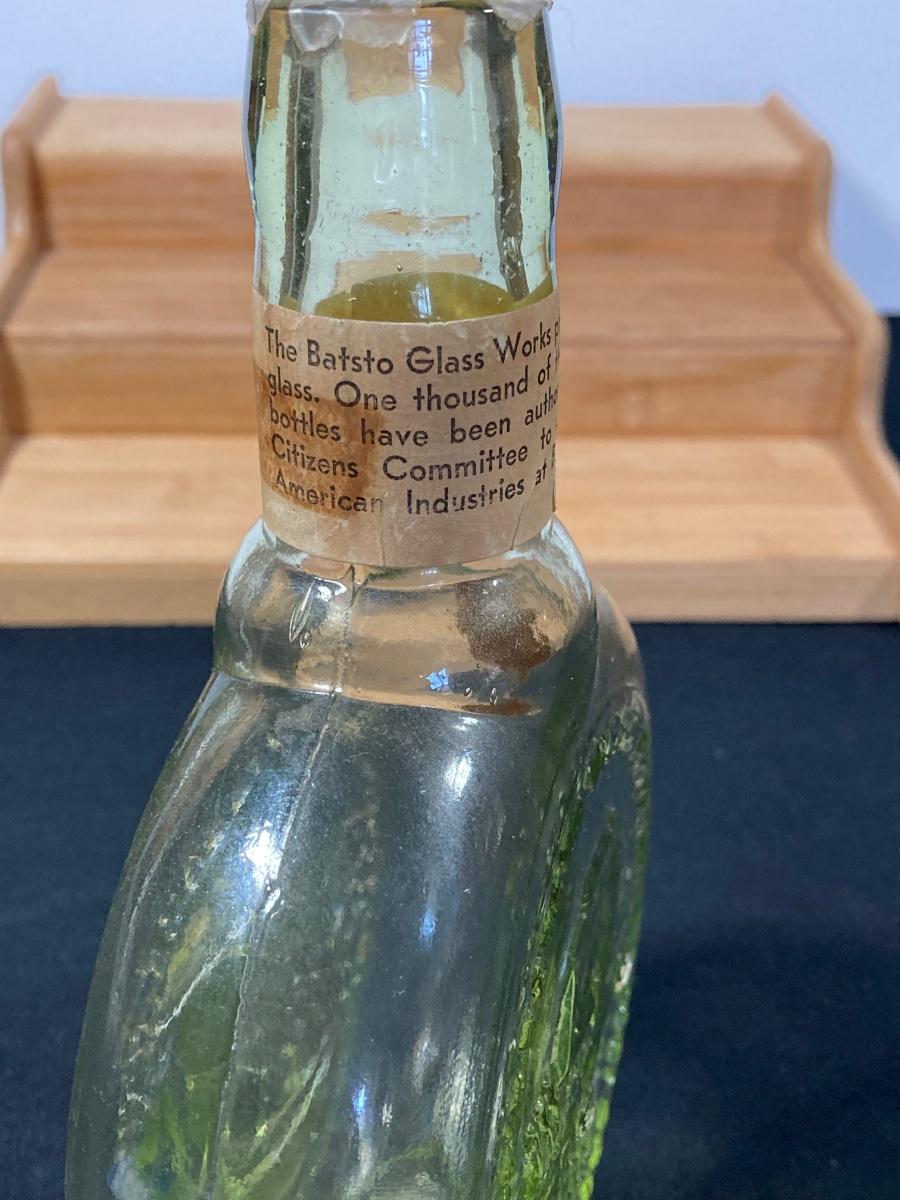 The Batsto Glass Works
glass. One thousand of
bottles have been
Citizens Committee to
American Industries at